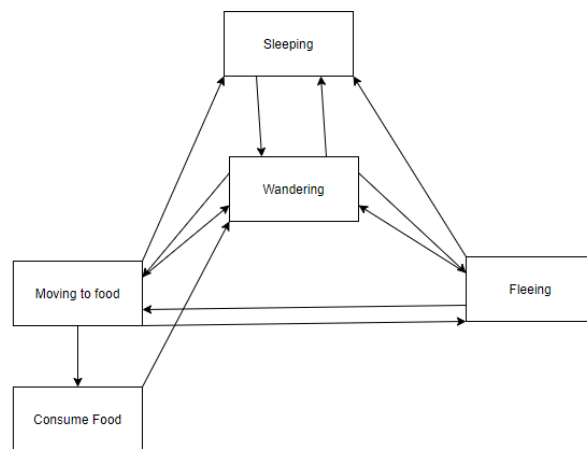 Sleeping
Wandering
Moving to food
Fleeing
Consume Food